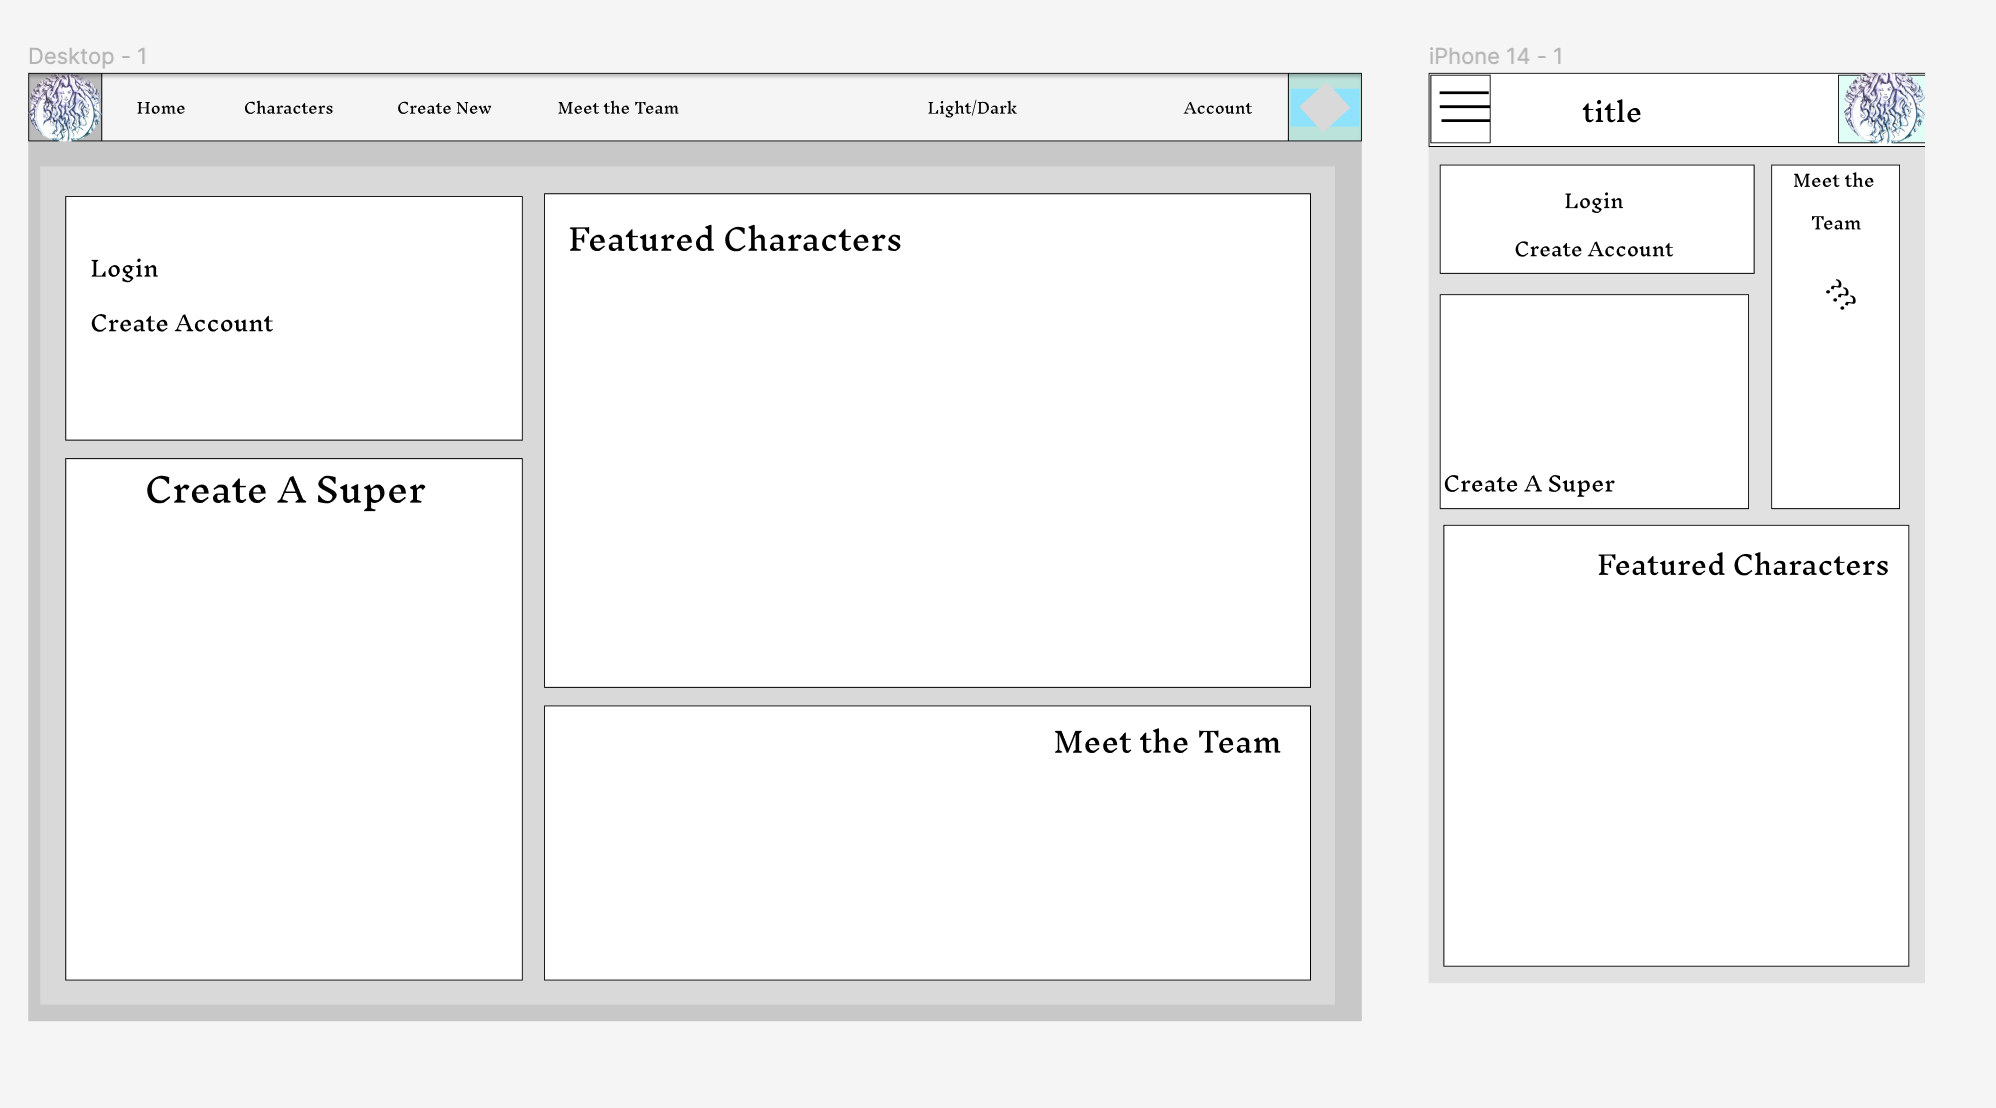 Desktop - 1
Home Characters Create New Meet the Team Light/Dark Account
Login
Create Account
Create A Super
Featured Characters
Meet the Team
iPhone 14 - 1
title
Login
Create Account
Meet the
Team
???
Create A Super
Featured Characters